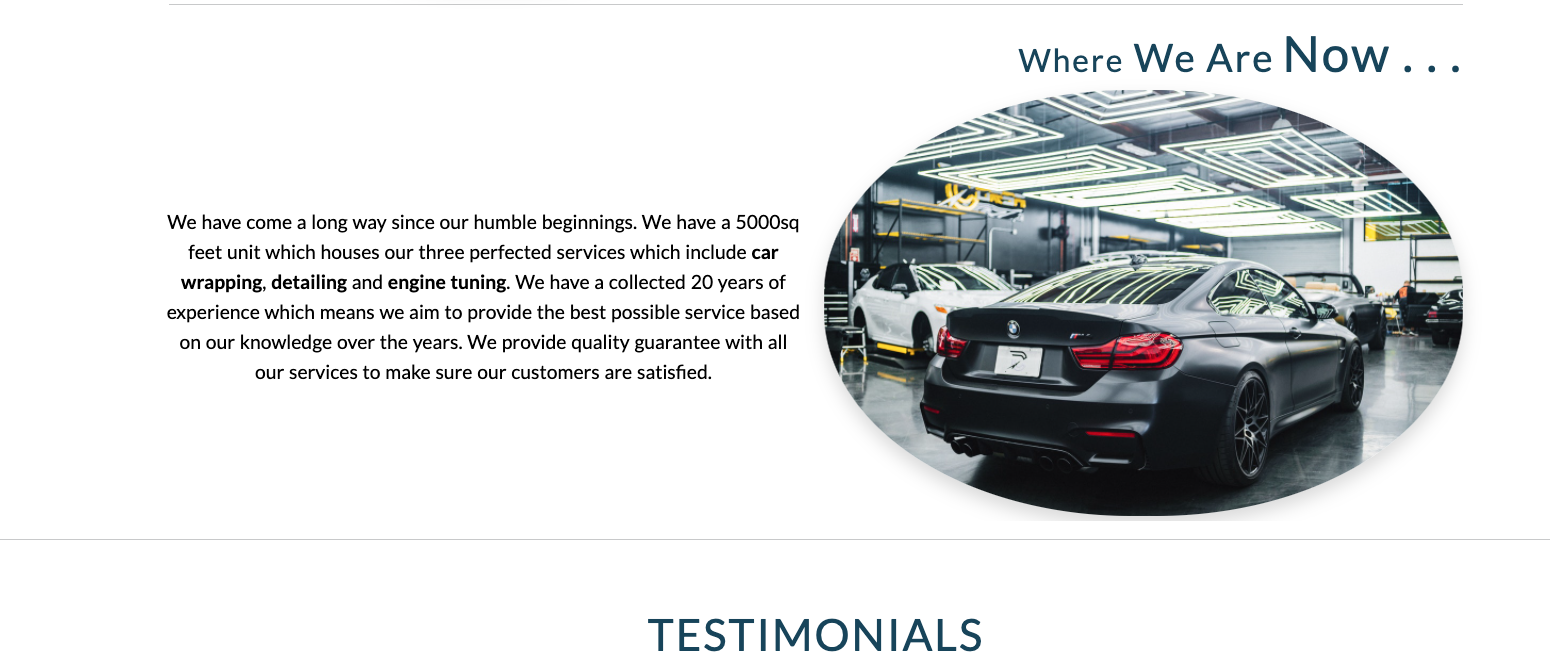 Where We Are Now . . .
We have come a long way since our humble beginnings. We have a 5000sq
feet unit which houses our three perfected services which include car
wrapping, detailing and engine tuning. We have a collected 20 years of
experience which means we aim to provide the best possible service based
on our knowledge over the years. We provide quality guarantee with all
our services to make sure our customers are satisfied.
TESTIMONIALS